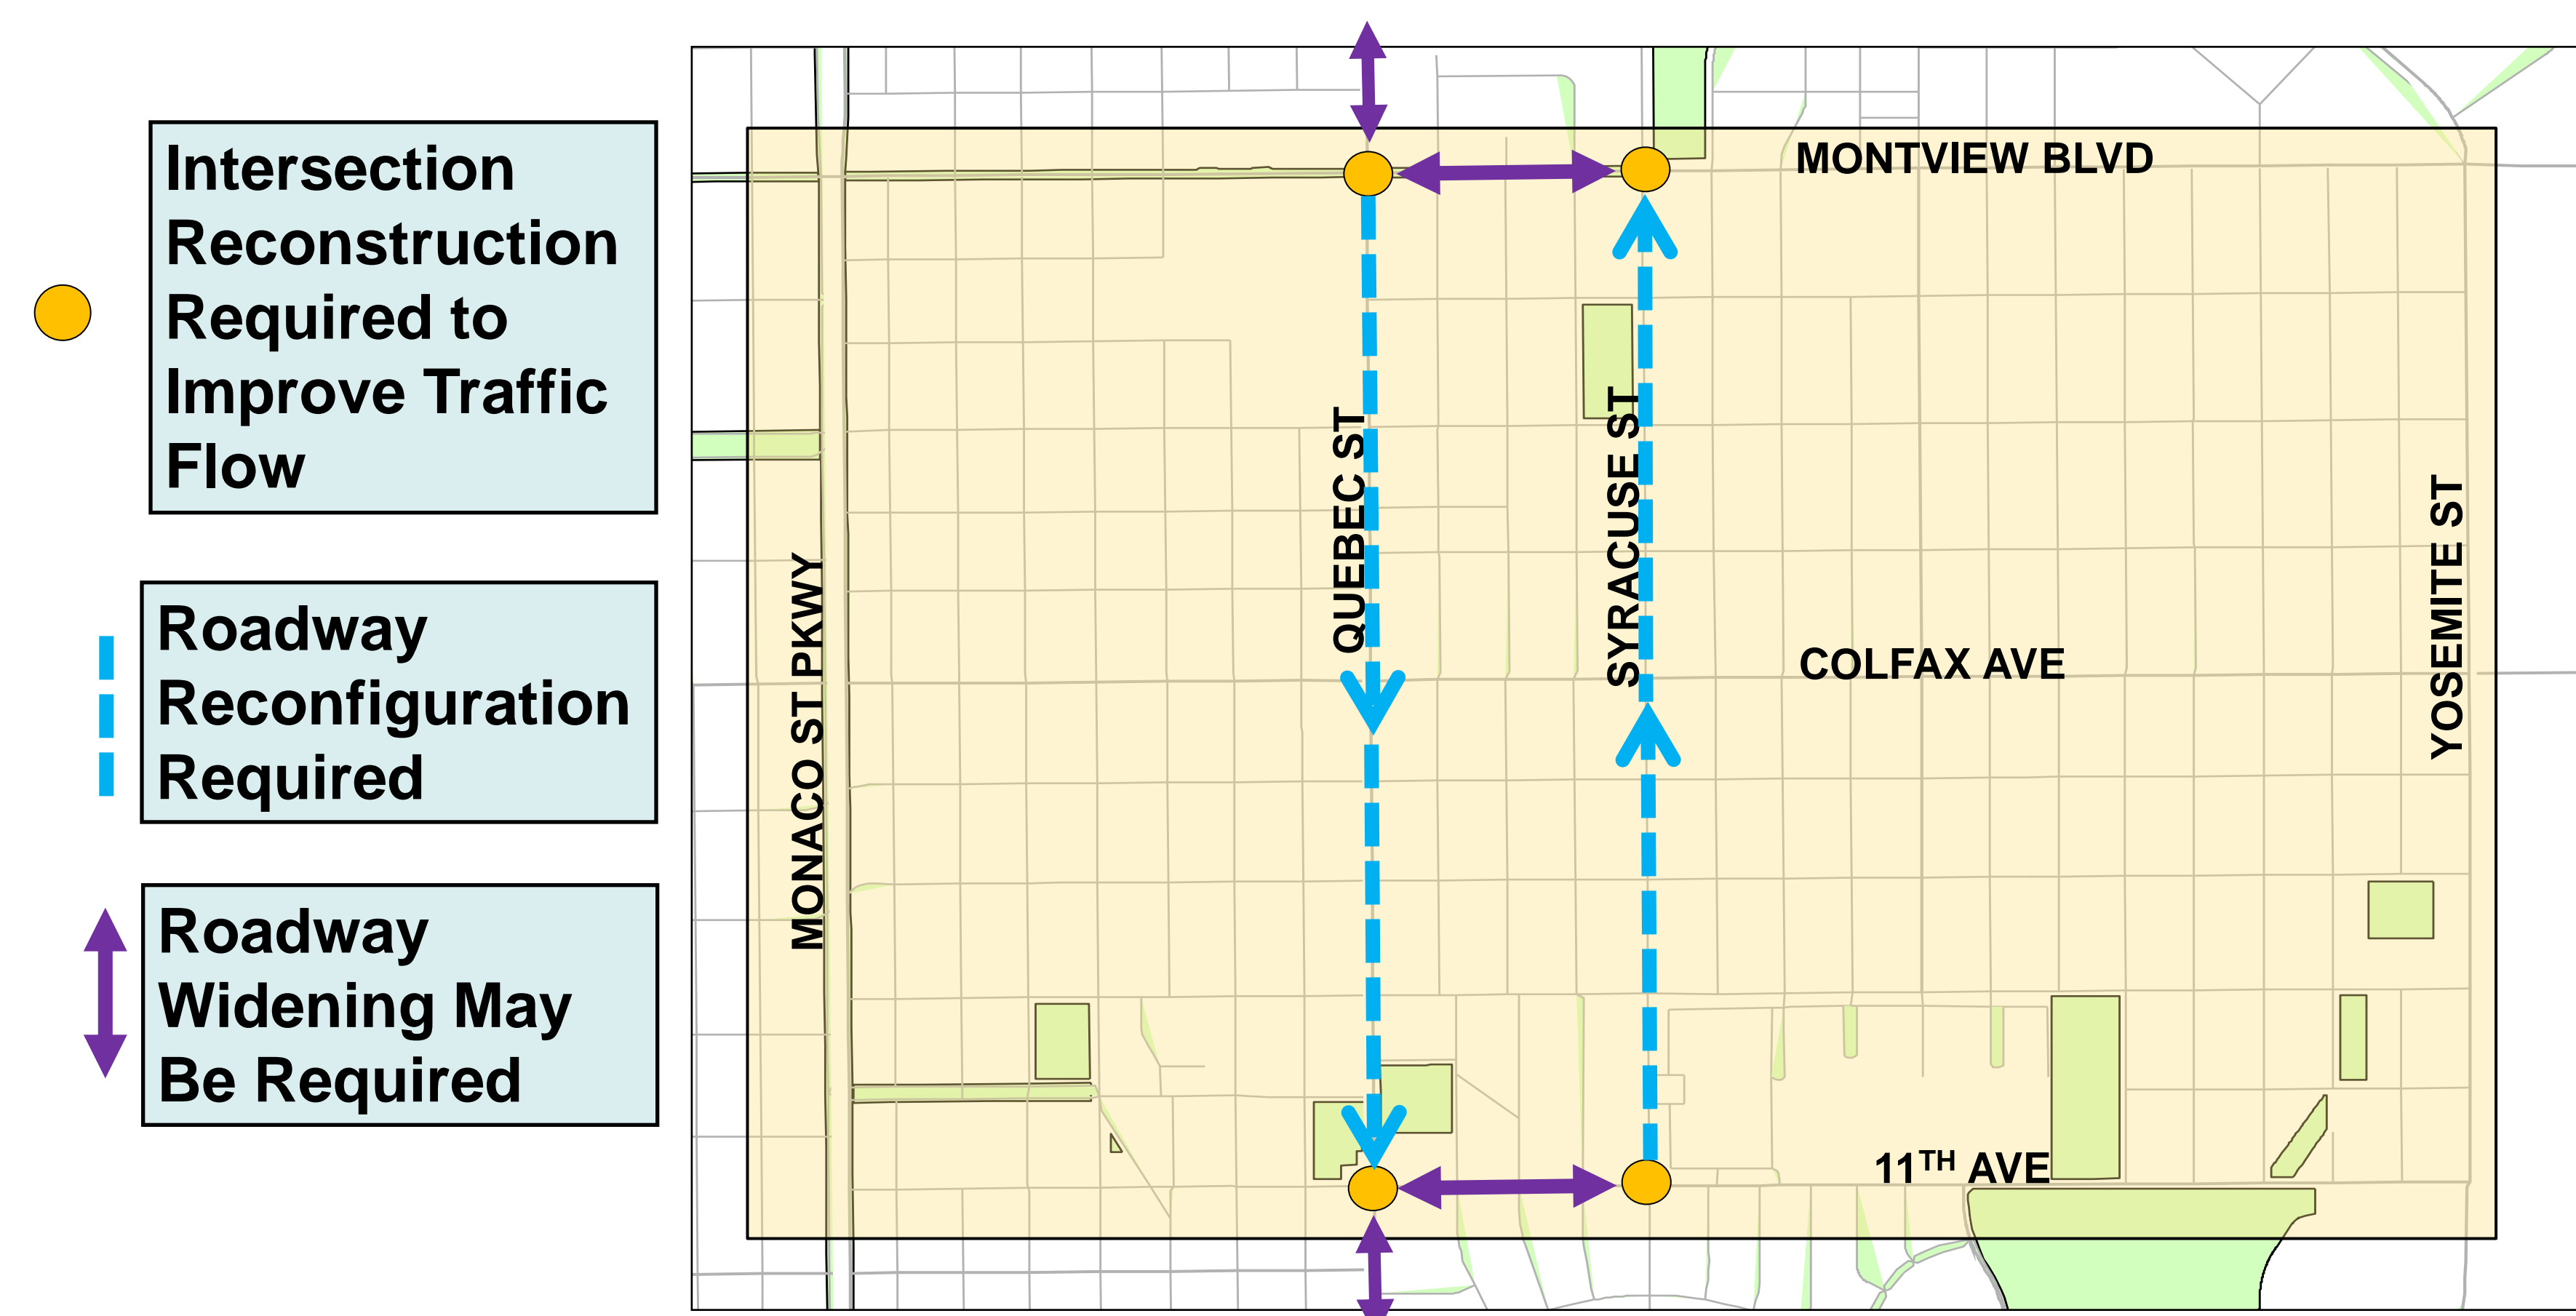 Intersection
Reconstruction
Required to
Improve Traffic
Flow
Roadway
Reconfiguration
Required
Roadway
Widening May
Be Required
MONTVIEW BLVD
MONACO ST PKWY
QUEBEC ST
SYRACUSE ST
COLFAX AVE
YOSEMITE ST
11TH AVE